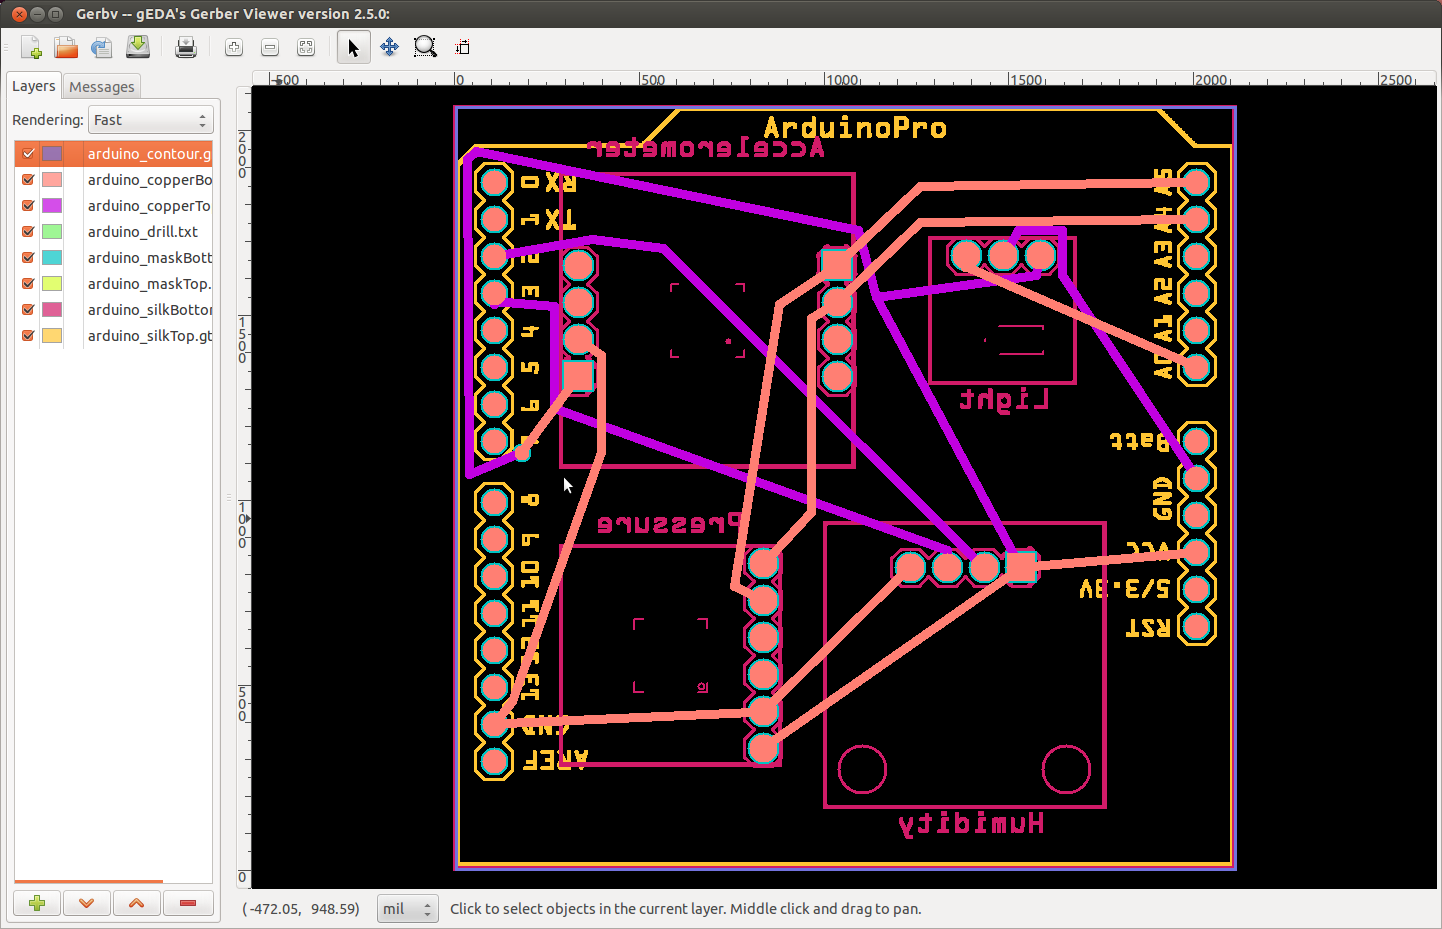 Gerbv -- gEDA's Gerber Viewer version 2.5.0:
Layers Messages
Rendering: Fast
arduino_contour.g
arduino_copperBo
arduino_copperTo
arduino_drill.txt
arduino_maskBott
arduino_maskTop.
arduino_silkBottor
arduino_silkTop.gt
-500 0 500 1000 1500 2000 2500
2000
1500
1000
500
0
ArduinoPro
Accelerometer
0 RX
1 TX
2
3
4
5
6
8
9
10
11
12
13
GND
AREF
A5
A4
A3
A2
A1
A0
Light
Batt
GND
VCC
5/3.3V
RST
Pressure
Humidity
(-472.05, 948.59) mil Click to select objects in the current layer. Middle click and drag to pan.